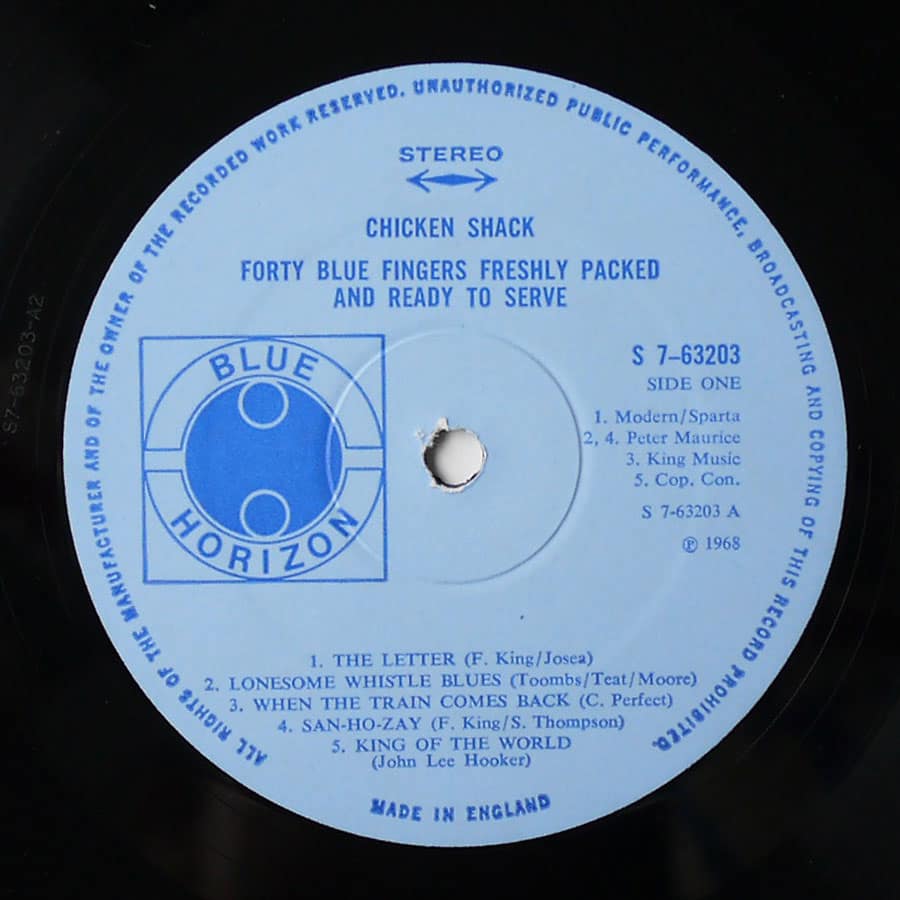 ALL RIGHTS OF THE MANUFACTURER AND OF THE OWNER OF THE RECORDED WORK RESERVED. UNAUTHORIZED PUBLIC PERFORMANCE, BROADCASTING AND COPYING OF THIS RECORD PROHIBITED.
STEREO
CHICKEN SHACK
FORTY BLUE FINGERS FRESHLY PACKED
AND READY TO SERVE
BLUE
HORIZON
S 7-63203
SIDE ONE
1. Modern/Sparta
2, 4. Peter Maurice
3. King Music
5. Cop. Con.
S 7-63203 A
℗ 1968
1. THE LETTER (F. King/Josea)
2. LONESOME WHISTLE BLUES (Toombs/Teat/Moore)
3. WHEN THE TRAIN COMES BACK (C. Perfect)
4. SAN-HO-ZAY (F. King/S. Thompson)
5. KING OF THE WORLD
(John Lee Hooker)
MADE IN ENGLAND
S7-63203-A2